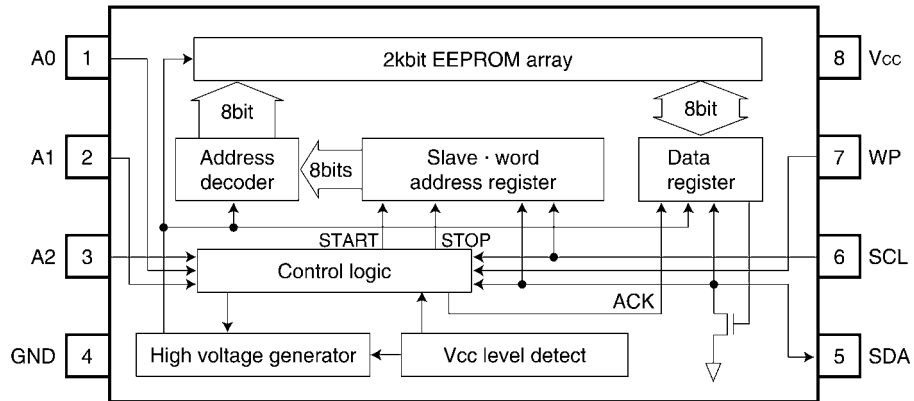 A0 1
2kbit EEPROM array
8 Vcc
8bit
8bit
A1 2
Address
decoder
8bits
Slave · word
address register
Data
register
7 WP
START
STOP
A2 3
Control logic
6 SCL
ACK
GND 4
High voltage generator
Vcc level detect
5 SDA